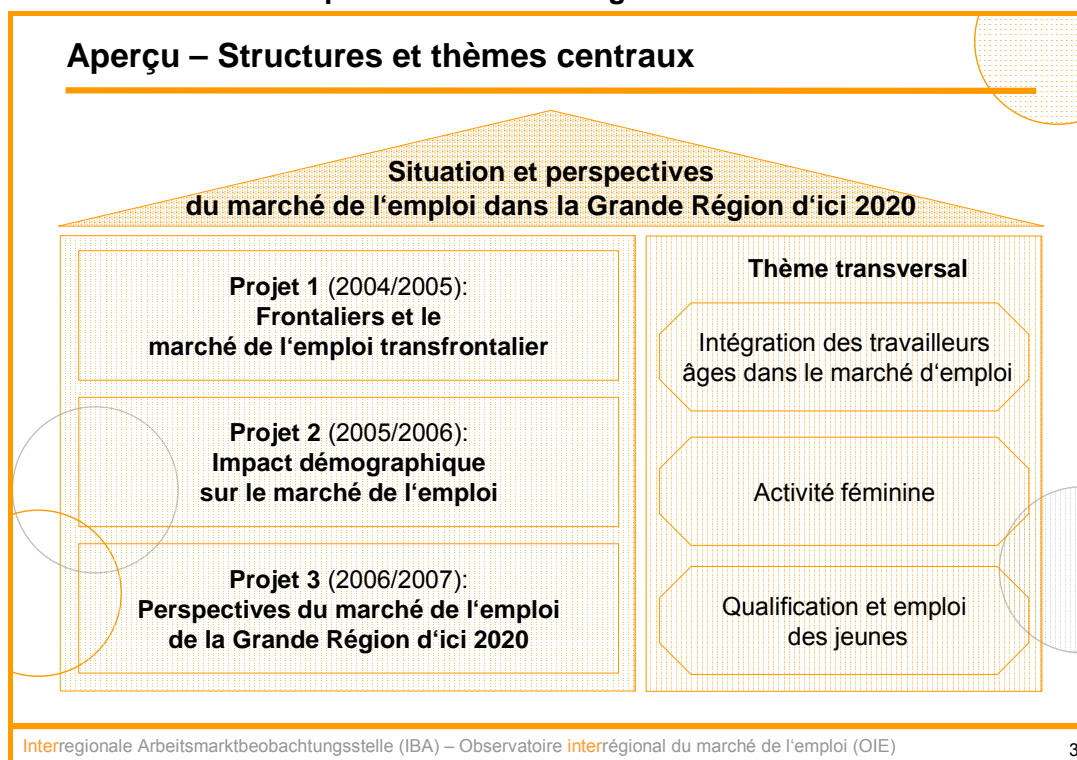 Aperçu – Structures et thèmes centraux
Situation et perspectives
du marché de l‘emploi dans la Grande Région d‘ici 2020
Projet 1 (2004/2005):
Frontaliers et le
marché de l‘emploi transfrontalier
Projet 2 (2005/2006):
Impact démographique
sur le marché de l‘emploi
Projet 3 (2006/2007):
Perspectives du marché de l‘emploi
de la Grande Région d‘ici 2020
Thème transversal
Intégration des travailleurs
âges dans le marché d‘emploi
Activité féminine
Qualification et emploi
des jeunes
Interregionale Arbeitsmarktbeobachtungsstelle (IBA) – Observatoire interrégional du marché de l‘emploi (OIE)
3